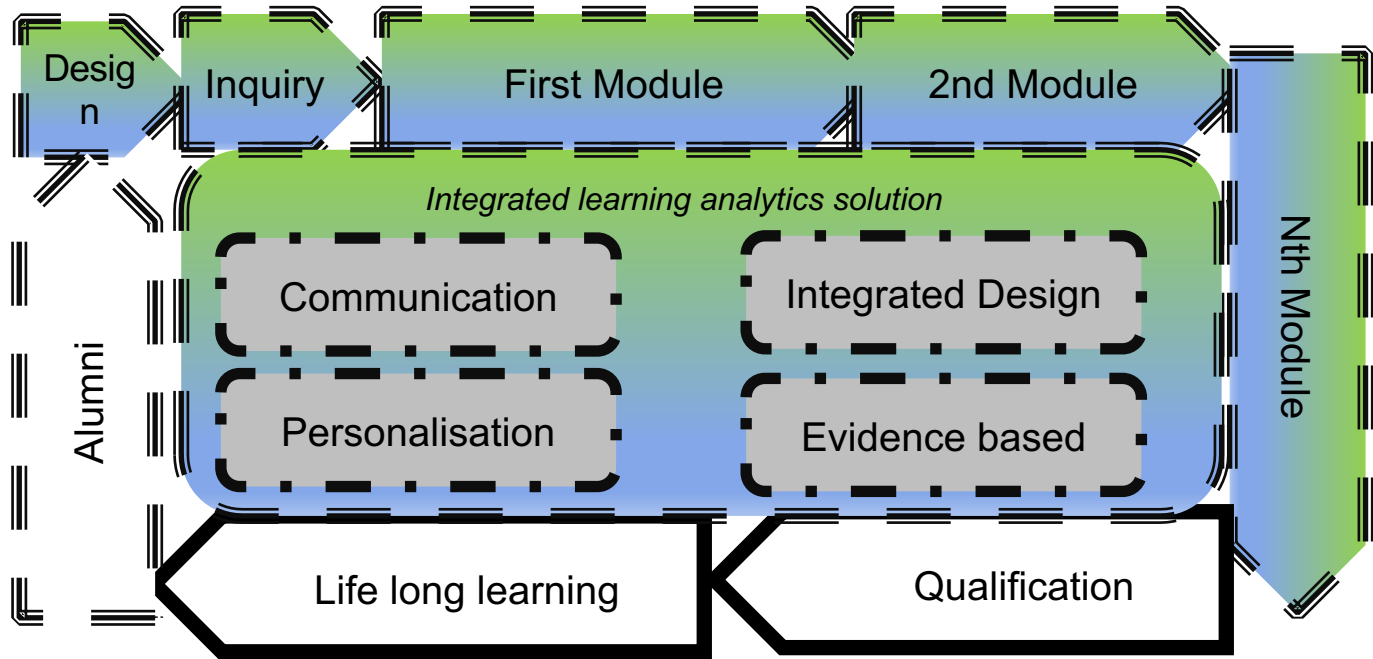 Desig
n
Inquiry
First Module
2nd Module
Nth Module
Integrated learning analytics solution
Communication
Integrated Design
Personalisation
Evidence based
Alumni
Life long learning
Qualification